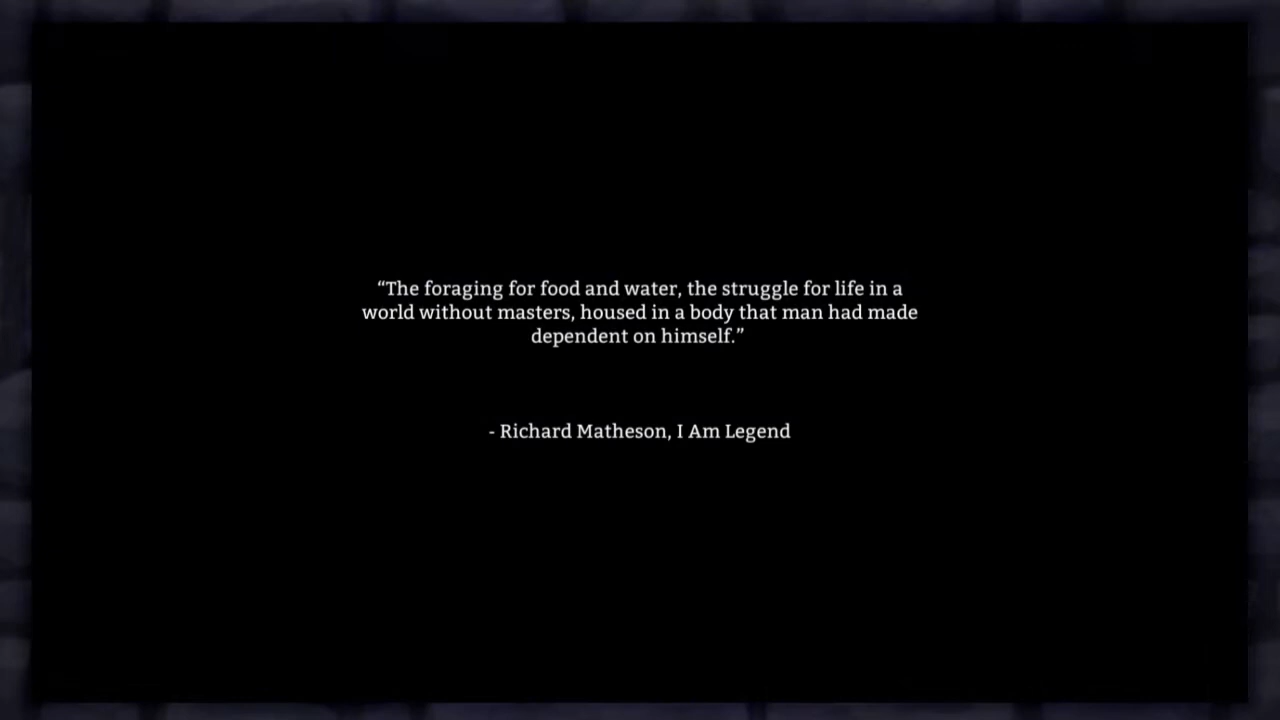 “The foraging for food and water, the struggle for life in a
world without masters, housed in a body that man had made
dependent on himself.”
- Richard Matheson, I Am Legend